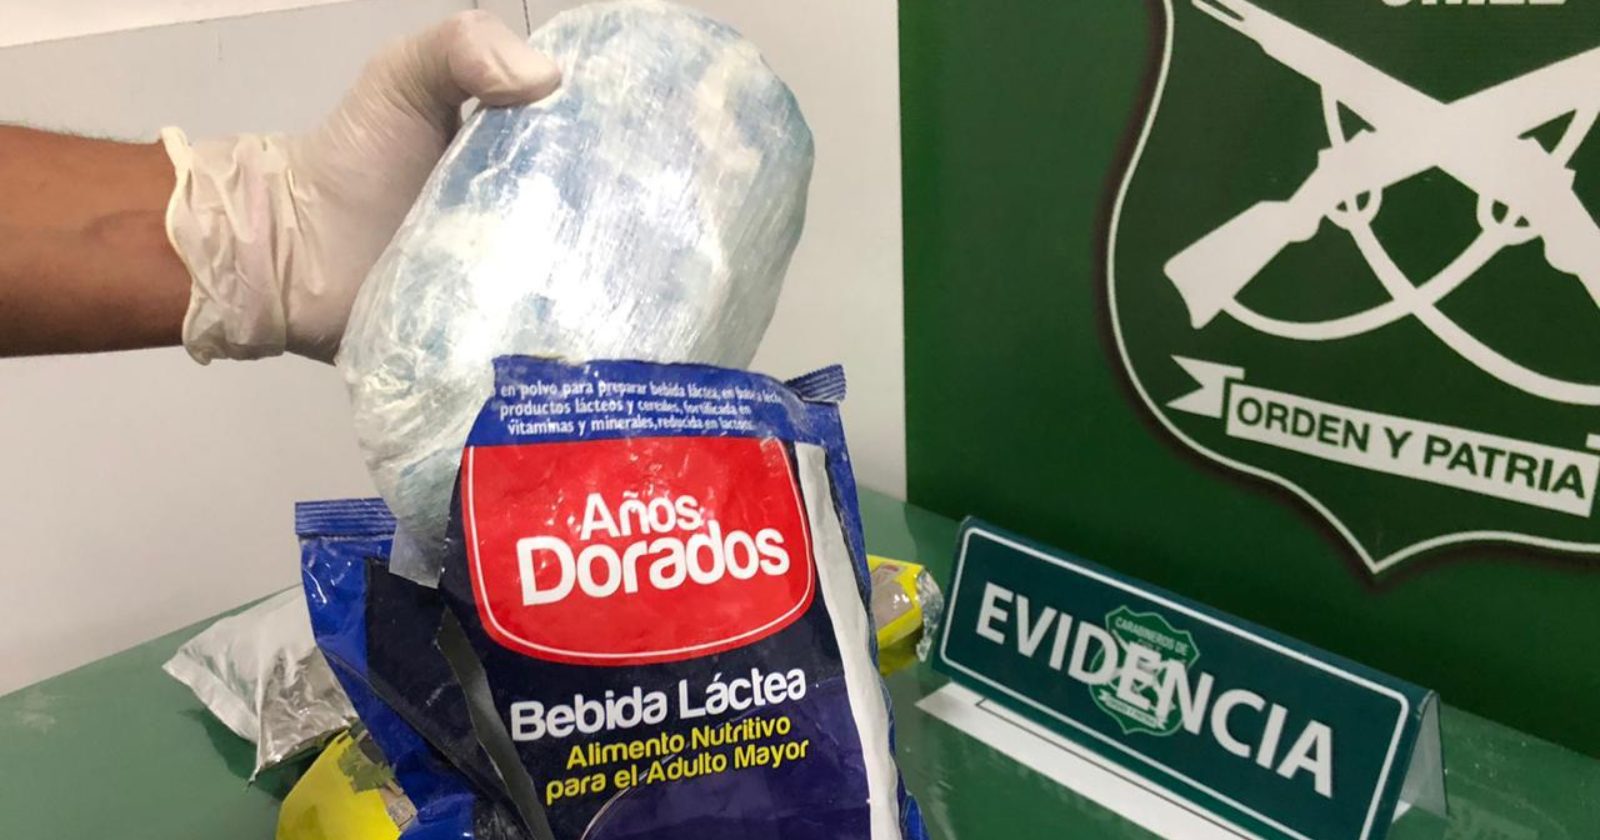 CHILE
ORDEN Y PATRIA
en polvo para preparar bebida láctea, en base a leche
productos lácteos y cereales, fortificada en
vitaminas y minerales, reducida en lactosa
Años
Dorados
Bebida Láctea
Alimento Nutritivo
para el Adulto Mayor
EVIDENCIA
CARABINEROS DE